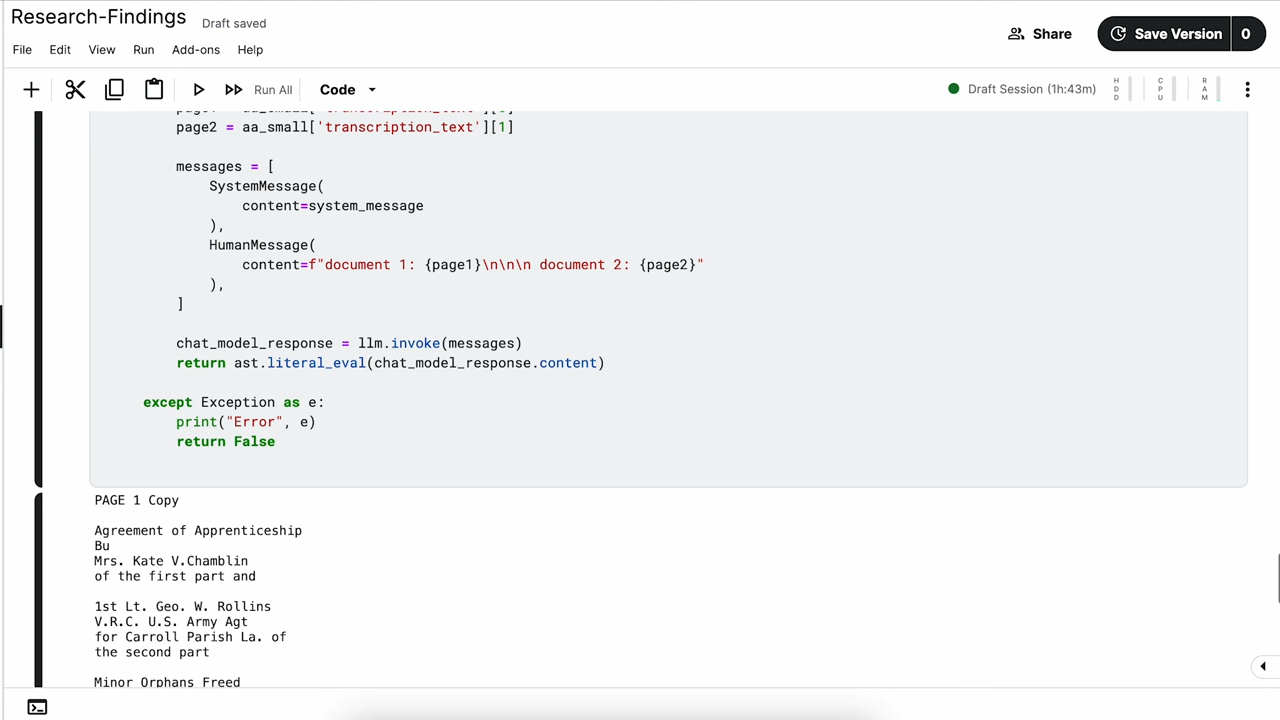 Research-Findings
Draft saved
File Edit View Run Add-ons Help
Share
Save Version 0
Run All
Code
Draft Session (1h:43m)
HDD
CPU
RAM
page2 = aa_small['transcription_text'][1]
messages = [
SystemMessage(
content=system_message
),
HumanMessage(
content=f"document 1: {page1}\n\n\n document 2: {page2}"
),
]
chat_model_response = llm.invoke(messages)
return ast.literal_eval(chat_model_response.content)
except Exception as e:
print("Error", e)
return False
PAGE 1 Copy
Agreement of Apprenticeship
Bu
Mrs. Kate V.Chamblin
of the first part and
1st Lt. Geo. W. Rollins
V.R.C. U.S. Army Agt
for Carroll Parish La. of
the second part
Minor Orphans Freed